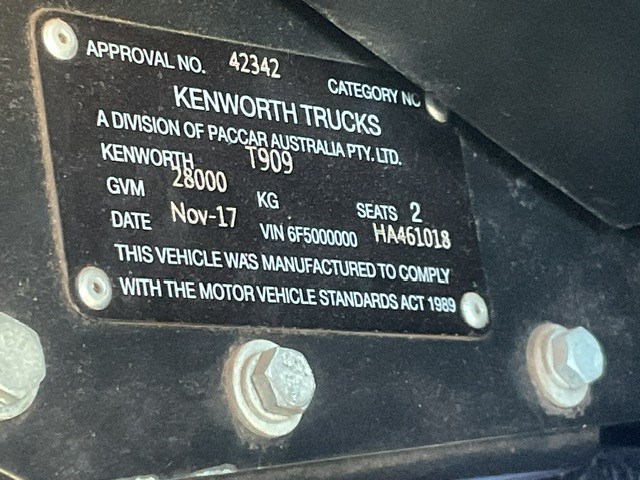 APPROVAL NO. 42342
CATEGORY NC
KENWORTH TRUCKS
A DIVISION OF PACCAR AUSTRALIA PTY. LTD.
KENWORTH T909
GVM 28000 KG SEATS 2
DATE Nov-17 VIN 6F5000000 HA461018
THIS VEHICLE WAS MANUFACTURED TO COMPLY
WITH THE MOTOR VEHICLE STANDARDS ACT 1989